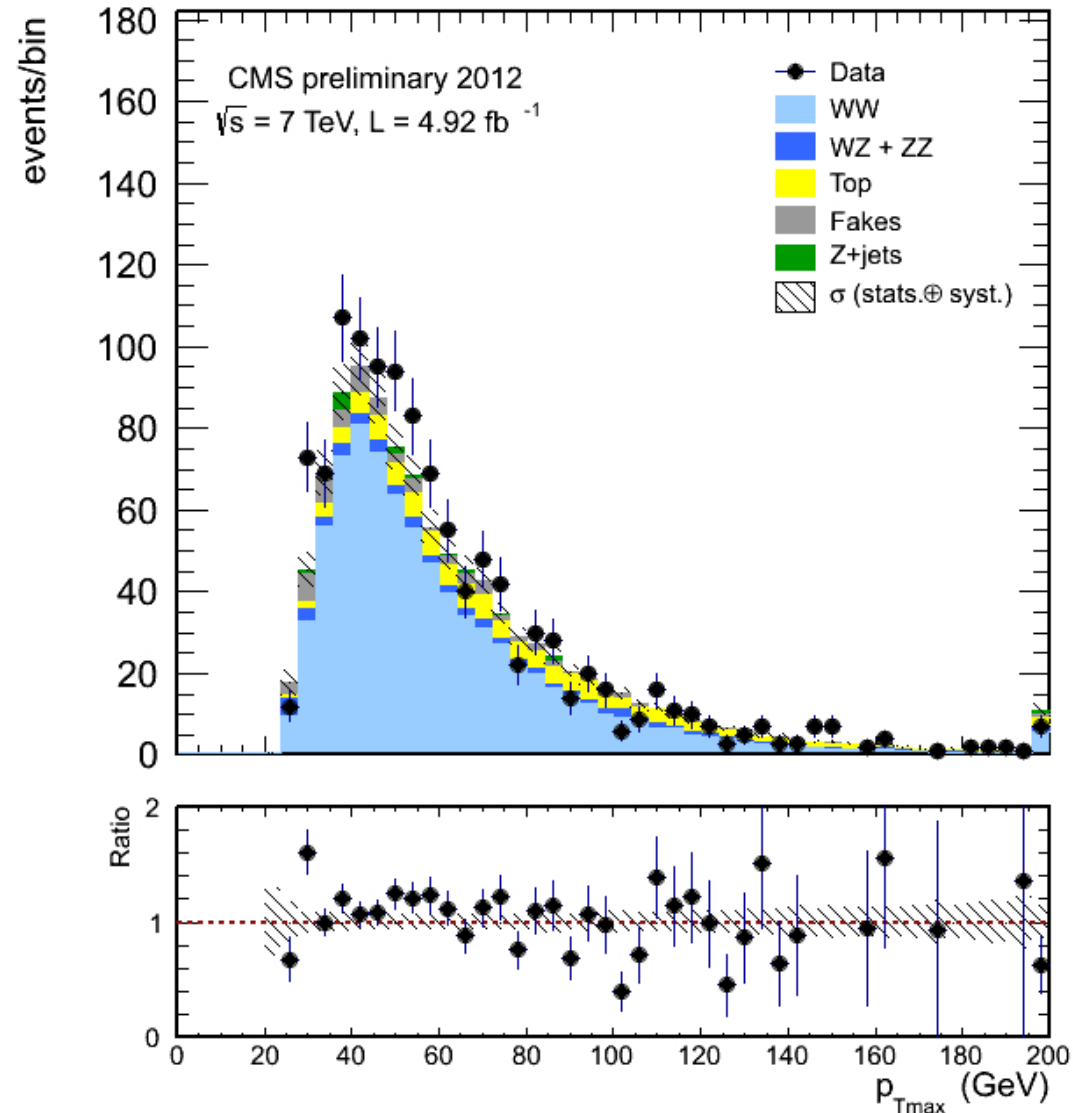 events/bin
180
160
140
120
100
80
60
40
20
0
CMS preliminary 2012
√s = 7 TeV, L = 4.92 fb -1
Data
WW
WZ + ZZ
Top
Fakes
Z+jets
σ (stats.⊕ syst.)
Ratio
2
1
0
0 20 40 60 80 100 120 140 160 180 200
pTmax (GeV)